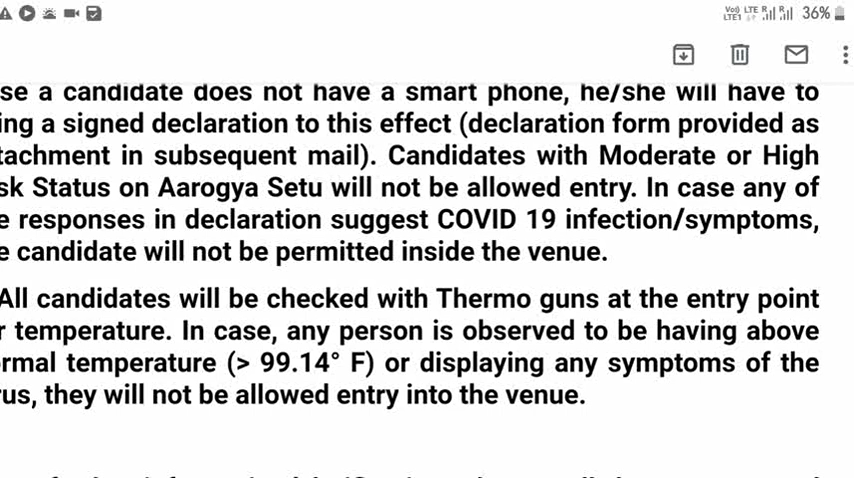 Vo)) LTE R R 36%
LTE1
se a candidate does not have a smart phone, he/she will have to
ing a signed declaration to this effect (declaration form provided as
tachment in subsequent mail). Candidates with Moderate or High
sk Status on Aarogya Setu will not be allowed entry. In case any of
e responses in declaration suggest COVID 19 infection/symptoms,
e candidate will not be permitted inside the venue.
All candidates will be checked with Thermo guns at the entry point
r temperature. In case, any person is observed to be having above
ormal temperature (> 99.14° F) or displaying any symptoms of the
rus, they will not be allowed entry into the venue.